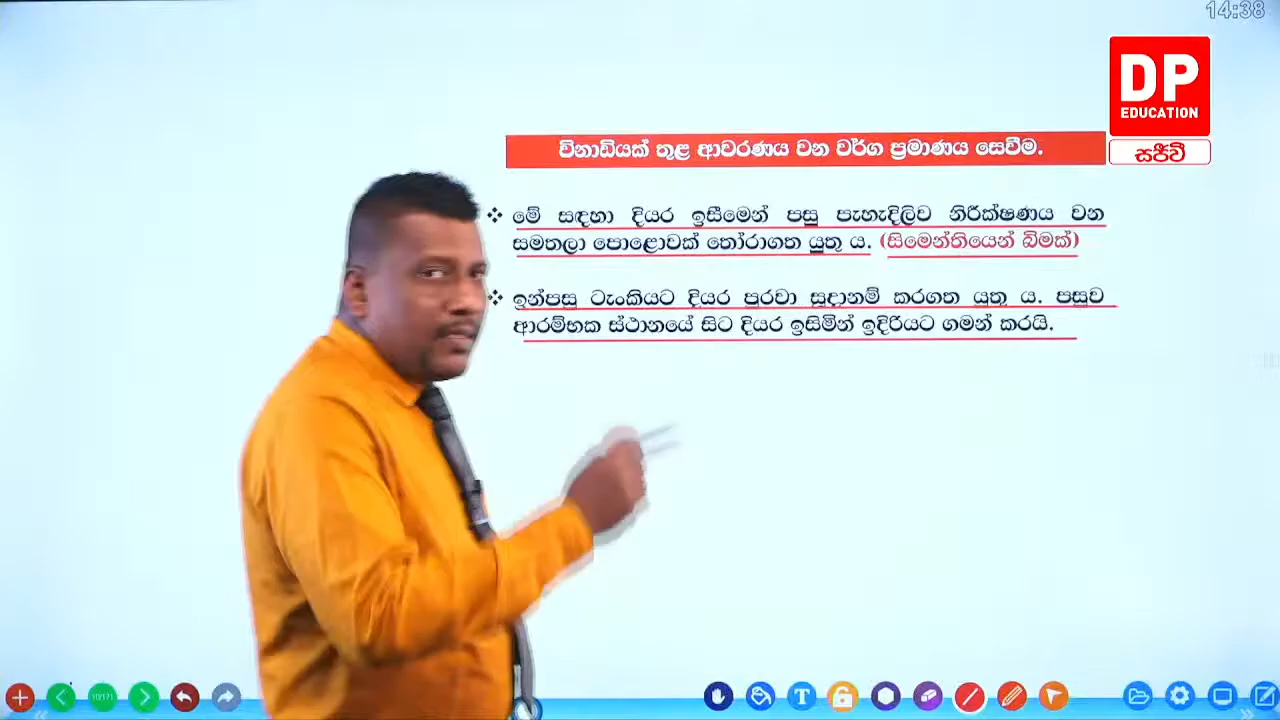 14:38
DP
EDUCATION
සජීවී
විනාඩියක් තුළ ආවරණය වන වර්ග ප්‍රමාණය සෙවීම.
❖ මේ සඳහා දියර ඉසීමෙන් පසු පැහැදිලිව නිරීක්ෂණය වන
සමතලා පොළොවක් තෝරාගත යුතු ය. (සිමෙන්තියෙන් බිමක්)
❖ ඉන්පසු ටැංකියට දියර පුරවා සූදානම් කරගත යුතු ය. පසුව
ආරම්භක ස්ථානයේ සිට දියර ඉසිමින් ඉදිරියට ගමන් කරයි.